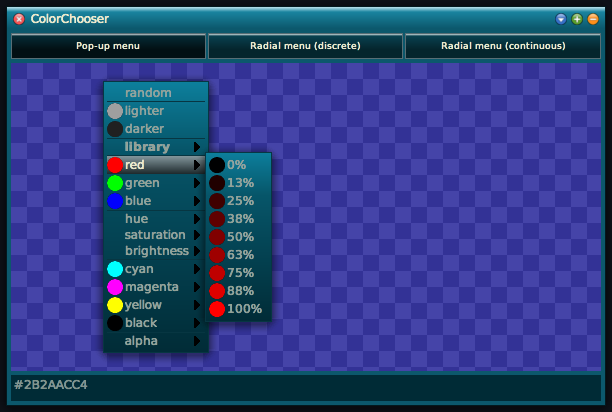 ColorChooser
Pop-up menu
Radial menu (discrete)
Radial menu (continuous)
random
lighter
darker
library
red
green
blue
hue
saturation
brightness
cyan
magenta
yellow
black
alpha
0%
13%
25%
38%
50%
63%
75%
88%
100%
#2B2AACC4